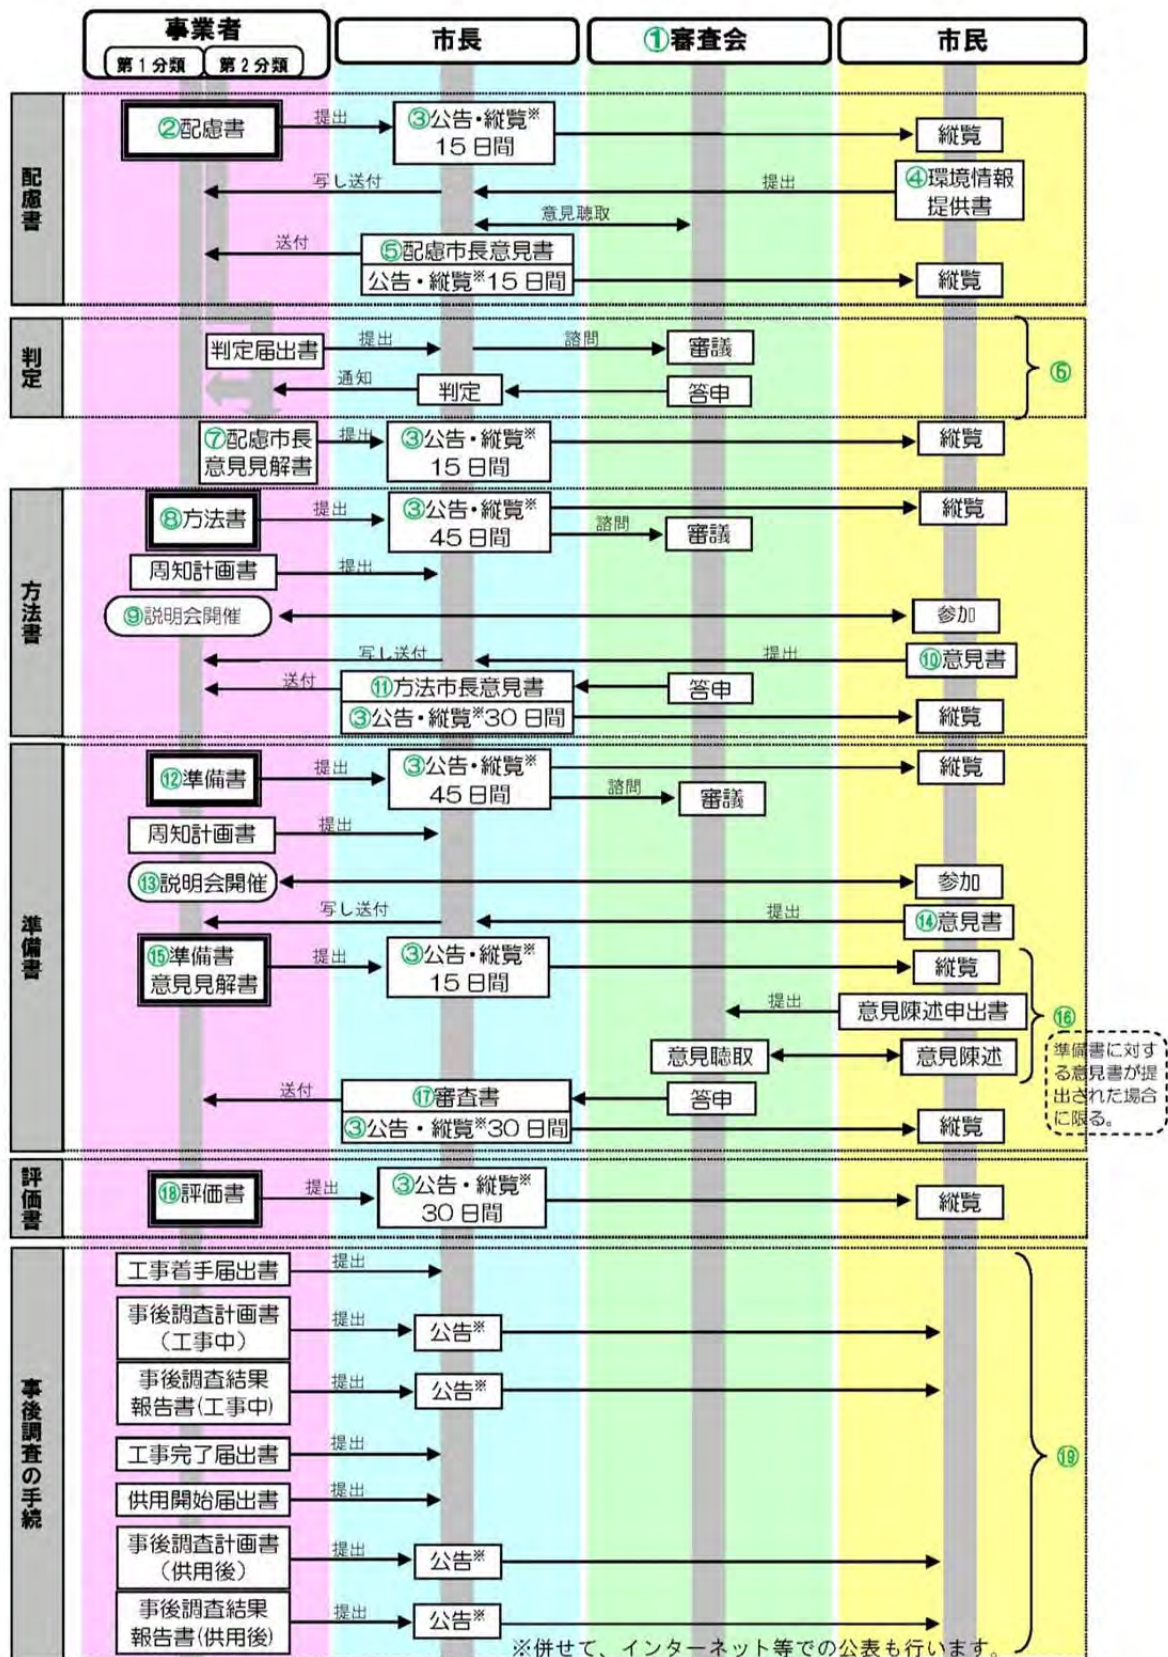 事業者
第1分類
第2分類
市長
①審査会
市民
配慮書
②配慮書
提出
③公告・縦覧※
15日間
縦覧
写し送付
提出
④環境情報
提供書
意見聴取
送付
⑤配慮市長意見書
公告・縦覧※15日間
縦覧
判定
判定届出書
提出
諮問
審議
通知
判定
答申
⑥
⑦配慮市長
意見見解書
提出
③公告・縦覧※
15日間
縦覧
方法書
⑧方法書
提出
③公告・縦覧※
45日間
縦覧
諮問
審議
周知計画書
提出
⑨説明会開催
参加
写し送付
提出
⑩意見書
送付
⑪方法市長意見書
答申
③公告・縦覧※30日間
縦覧
準備書
⑫準備書
提出
③公告・縦覧※
45日間
縦覧
諮問
審議
周知計画書
提出
⑬説明会開催
参加
写し送付
提出
⑭意見書
⑮準備書
意見見解書
提出
③公告・縦覧※
15日間
縦覧
提出
意見陳述申出書
⑯
意見聴取
意見陳述
準備書に対す
る意見書が提
出された場合
に限る。
送付
⑰審査書
答申
③公告・縦覧※30日間
縦覧
評価書
⑱評価書
提出
③公告・縦覧※
30日間
縦覧
事後調査の手続
工事着手届出書
提出
事後調査計画書
(工事中)
提出
公告※
事後調査結果
報告書(工事中)
提出
公告※
工事完了届出書
提出
⑲
供用開始届出書
提出
事後調査計画書
(供用後)
提出
公告※
事後調査結果
報告書(供用後)
提出
公告※
※併せて、インターネット等での公表も行います。